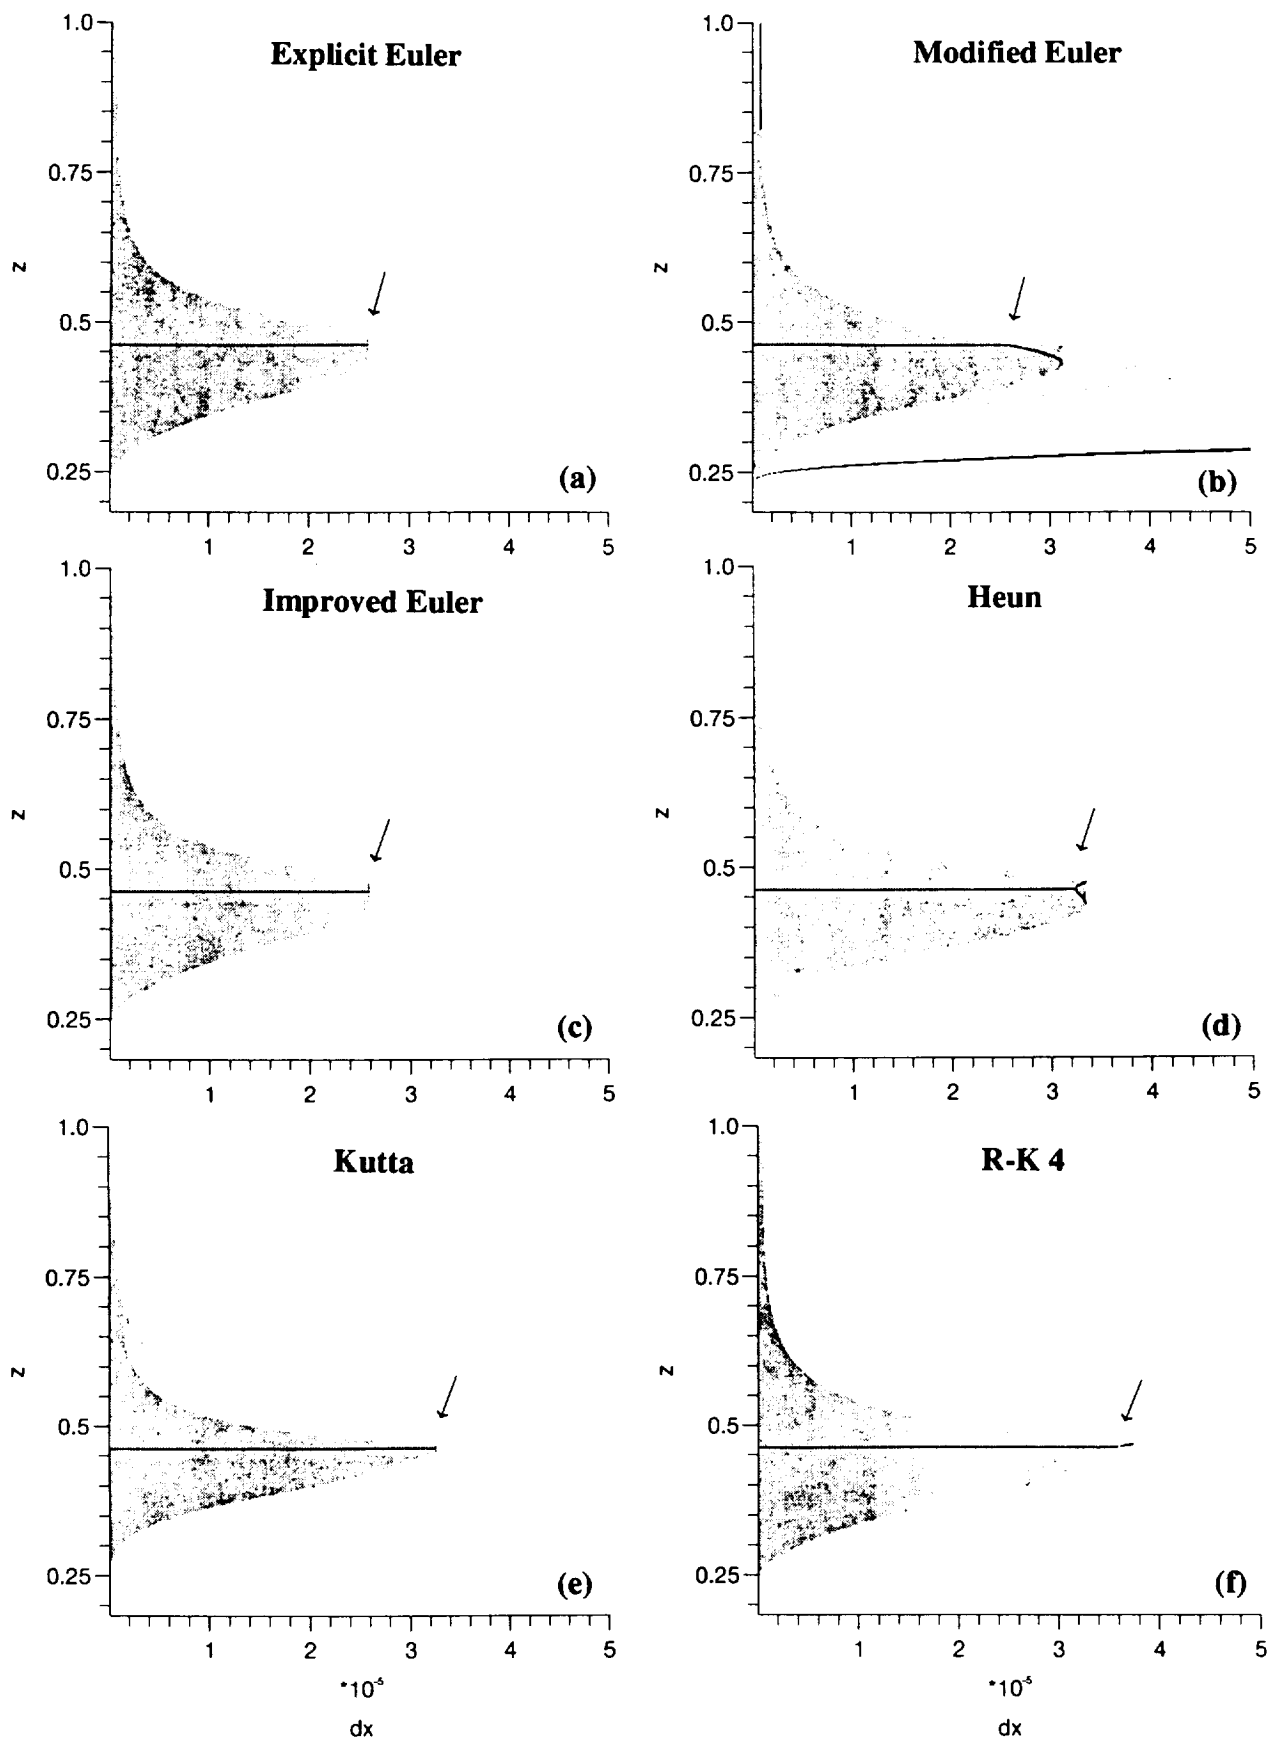 Explicit Euler
1.0
0.75
z
0.5
0.25
(a)
1 2 3 4 5
Modified Euler
1.0
0.75
z
0.5
0.25
(b)
1 2 3 4 5
Improved Euler
1.0
0.75
z
0.5
0.25
(c)
1 2 3 4 5
Heun
1.0
0.75
z
0.5
0.25
(d)
1 2 3 4 5
Kutta
1.0
0.75
z
0.5
0.25
(e)
1 2 3 4 5
*10⁻⁵
dx
R-K 4
1.0
0.75
z
0.5
0.25
(f)
1 2 3 4 5
*10⁻⁵
dx